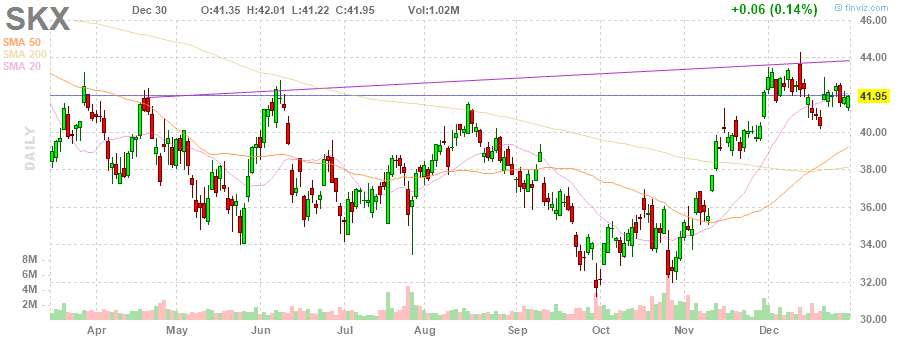 SKX Dec 30 O:41.35 H:42.01 L:41.22 C:41.95 Vol:1.02M +0.06 (0.14%) © finviz.com
46.00
SMA 50
SMA 200
SMA 20
44.00
41.95
40.00
DAILY
38.00
36.00
34.00
8M
6M
32.00
4M
2M
30.00
Apr May Jun Jul Aug Sep Oct Nov Dec